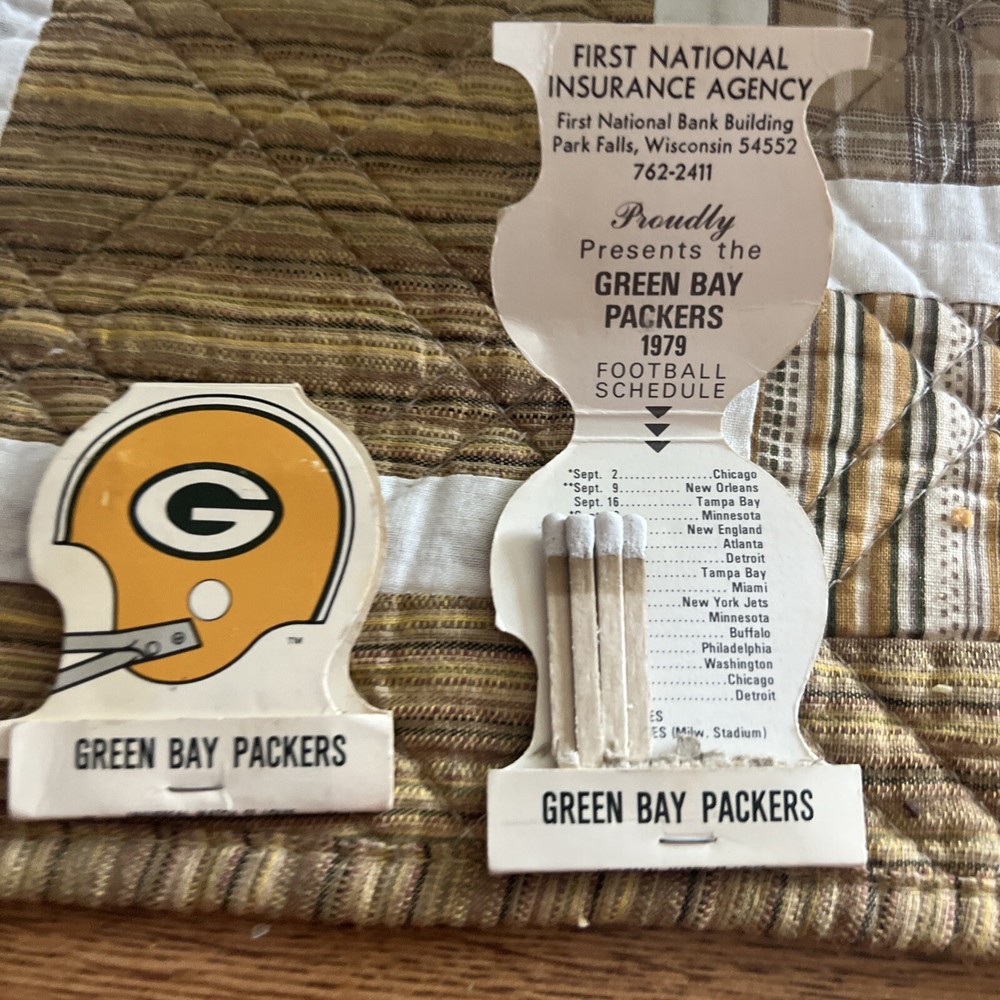 G
TM
GREEN BAY PACKERS
FIRST NATIONAL
INSURANCE AGENCY
First National Bank Building
Park Falls, Wisconsin 54552
762-2411
Proudly
Presents the
GREEN BAY
PACKERS
1979
FOOTBALL
SCHEDULE
*Sept. 2..............Chicago
**Sept. 9.......... New Orleans
Sept. 16............ Tampa Bay
Minnesota
New England
Atlanta
Detroit
Tampa Bay
Miami
New York Jets
Minnesota
Buffalo
Philadelphia
Washington
Chicago
Detroit
ES
ES (Milw. Stadium)
GREEN BAY PACKERS